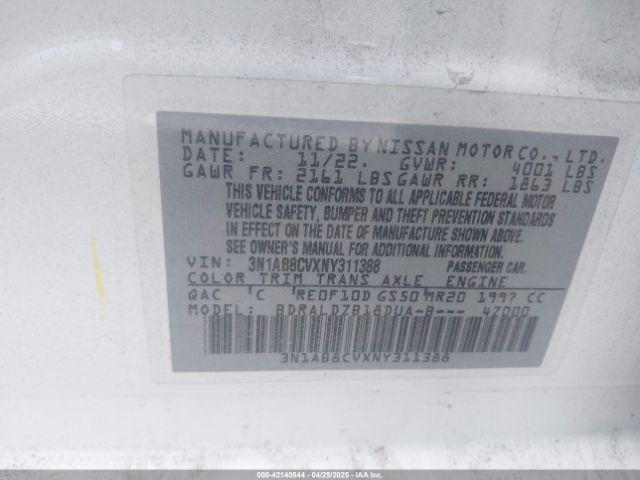 MANUFACTURED BY NISSAN MOTOR CO., LTD.
DATE: 11/22. GVWR: 4001 LBS
GAWR FR: 2161 LBS GAWR RR: 1863 LBS
THIS VEHICLE CONFORMS TO ALL APPLICABLE FEDERAL MOTOR
VEHICLE SAFETY, BUMPER AND THEFT PREVENTION STANDARDS
IN EFFECT ON THE DATE OF MANUFACTURE SHOWN ABOVE.
SEE OWNER'S MANUAL FOR ADDITIONAL INFORMATION.
VIN: 3N1AB8CVXNY311388 PASSENGER CAR.
COLOR TRIM TRANS AXLE ENGINE
QAC 'C 'RE0F10D GS50'MR20 1997 CC
MODEL: BDRALDZB18DUA-B--- 47000
3N1AB8CVXNY311388
000-42140544 | 04/29/2025 | IAA Inc.